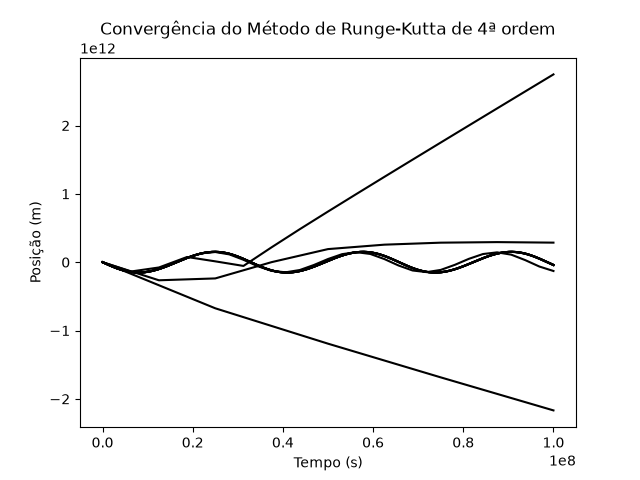 Convergência do Método de Runge-Kutta de 4ª ordem
1e12
2
1
0
−1
−2
Posição (m)
0.0
0.2
0.4
0.6
0.8
1.0
1e8
Tempo (s)